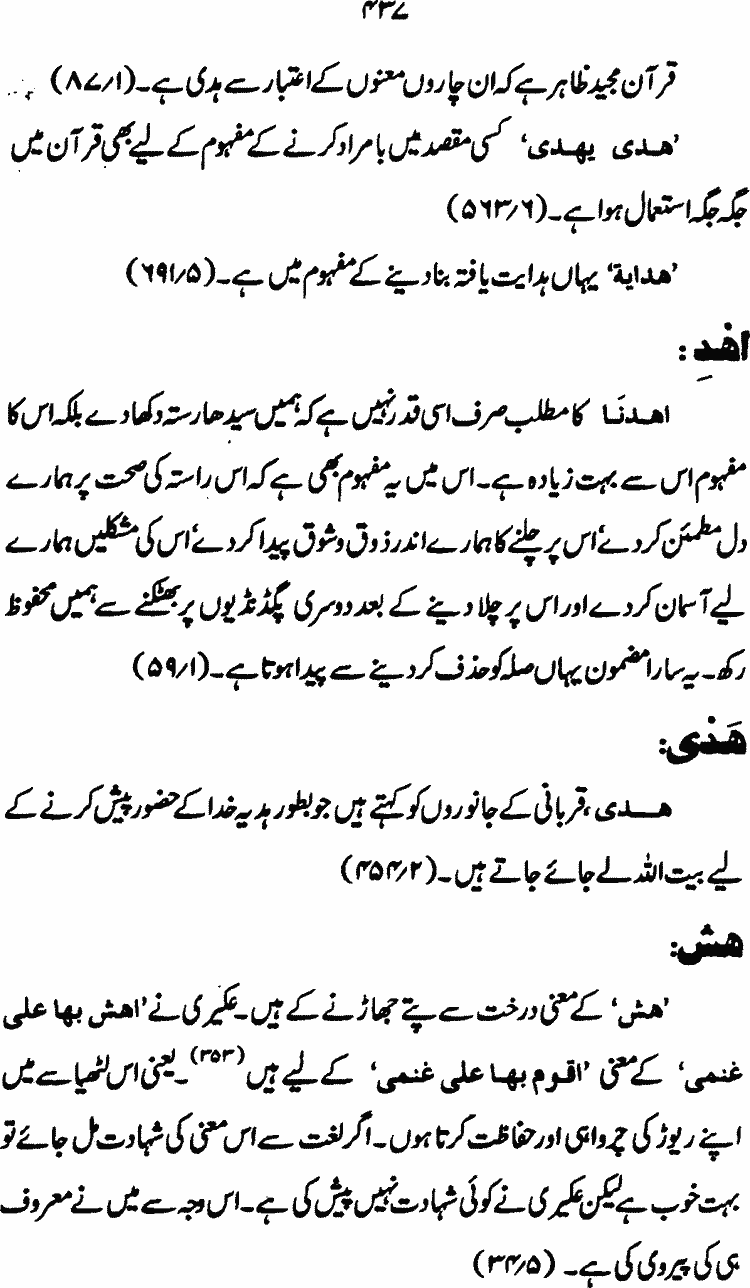 ۴۳۷
قرآن مجید ظاہر ہے کہ ان چاروں معنوں کے اعتبار سے ہدی ہے۔(۸۷/۱)
’ھدی یھدی‘ کسی مقصد میں بامراد کرنے کے مفہوم کے لیے بھی قرآن میں
جگہ جگہ استعمال ہوا ہے۔(۵۶۳/۶)
’ھدایة‘ یہاں ہدایت یافتہ بنا دینے کے مفہوم میں ہے۔(۶۹۱/۵)
اھْدِ:
اھدنَا کا مطلب صرف اسی قدر نہیں ہے کہ ہمیں سیدھا رستہ دکھا دے بلکہ اس کا
مفہوم اس سے بہت زیادہ ہے۔ اس میں یہ مفہوم بھی ہے کہ اس راستہ کی صحت پر ہمارے
دل مطمئن کر دے‘ اس پر چلنے کا ہمارے اندر ذوق و شوق پیدا کر دے‘ اس کی مشکلیں ہمارے
لیے آسان کر دے اور اس پر چلا دینے کے بعد دوسری پگڈنڈیوں پر بھٹکنے سے ہمیں محفوظ
رکھ۔ یہ سارا مضمون یہاں صلہ کو حذف کر دینے سے پیدا ہوتا ہے۔(۵۹/۱)
ھَدْی:
ھدی، قربانی کے جانوروں کو کہتے ہیں جو بطور ہدیہ خدا کے حضور پیش کرنے کے
لیے بیت اللہ لے جائے جاتے ہیں۔(۴۵۴/۲)
ھش:
’ھش‘ کے معنی درخت سے پتے جھاڑنے کے ہیں۔ عکبری نے ’اھش بھا علی
غنمی‘ کے معنی ’اقوم بھا علی غنمی‘ کے لیے ہیں(۳۵۳)۔ یعنی اس لٹھیا سے میں
اپنے ریوڑ کی چرواہی اور حفاظت کرتا ہوں۔ اگر لغت سے اس معنی کی شہادت مل جائے تو
بہت خوب ہے لیکن عکبری نے کوئی شہادت نہیں پیش کی ہے۔ اس وجہ سے میں نے معروف
ہی کی پیروی کی ہے۔ (۳۴/۵)